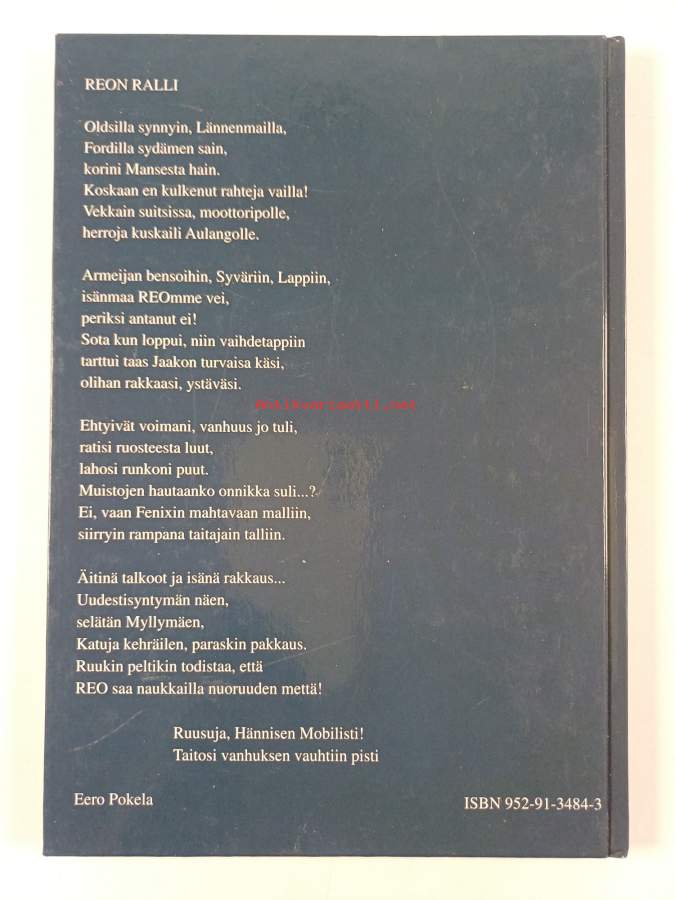 REON RALLI
Oldsilla synnyin, Lännenmailla,
Fordilla sydämen sain,
korini Mansesta hain.
Koskaan en kulkenut rahteja vailla!
Vekkain suitsissa, moottoripolle,
herroja kuskaili Aulangolle.
Armeijan bensoihin, Syväriin, Lappiin,
isänmaa REOmme vei,
periksi antanut ei!
Sota kun loppui, niin vaihdetappiin
tarttui taas Jaakon turvaisa käsi,
olihan rakkaasi, ystäväsi.
antikvariaatti.net
Ehtyivät voimani, vanhuus jo tuli,
ratisi ruosteesta luut,
lahosi runkoni puut.
Muistojen hautaanko onnikka suli...?
Ei, vaan Fenixin mahtavaan malliin,
siirryin rampana taitajain talliin.
Äitinä talkoot ja isänä rakkaus...
Uudestisyntymän näen,
selätän Myllymäen,
Katuja kehräilen, paraskin pakkaus.
Ruukin peltikin todistaa, että
REO saa naukkailla nuoruuden mettä!
Ruusuja, Hännisen Mobilisti!
Taitosi vanhuksen vauhtiin pisti
Eero Pokela
ISBN 952-91-3484-3